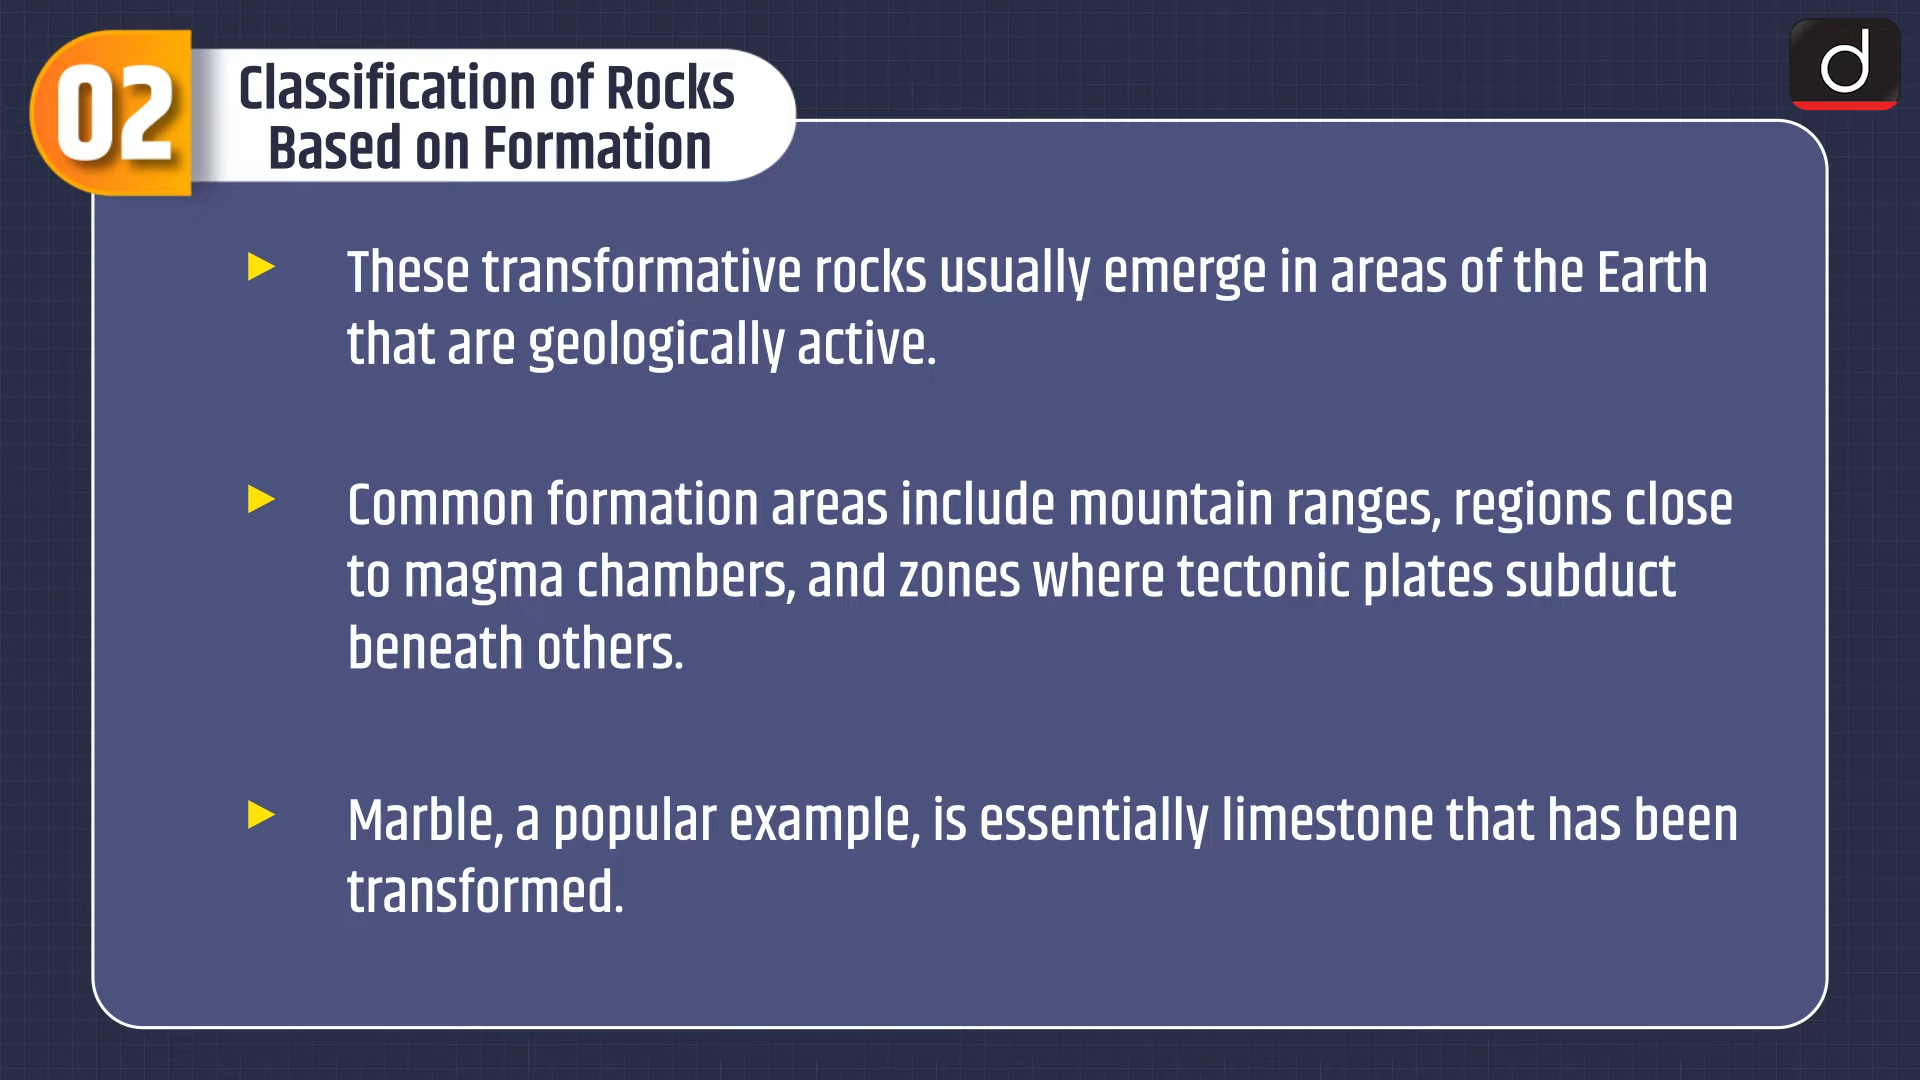 02
Classification of Rocks
Based on Formation
d
These transformative rocks usually emerge in areas of the Earth
that are geologically active.
Common formation areas include mountain ranges, regions close
to magma chambers, and zones where tectonic plates subduct
beneath others.
Marble, a popular example, is essentially limestone that has been
transformed.